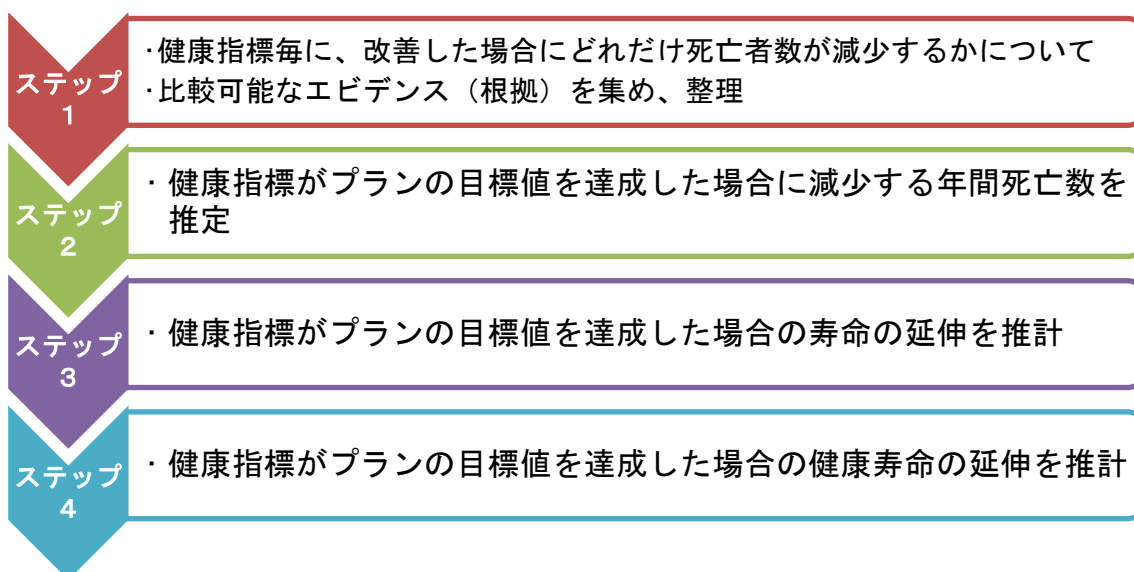 ステップ
1
・健康指標毎に、改善した場合にどれだけ死亡者数が減少するかについて
・比較可能なエビデンス（根拠）を集め、整理
ステップ
2
・健康指標がプランの目標値を達成した場合に減少する年間死亡数を
推定
ステップ
3
・健康指標がプランの目標値を達成した場合の寿命の延伸を推計
ステップ
4
・健康指標がプランの目標値を達成した場合の健康寿命の延伸を推計